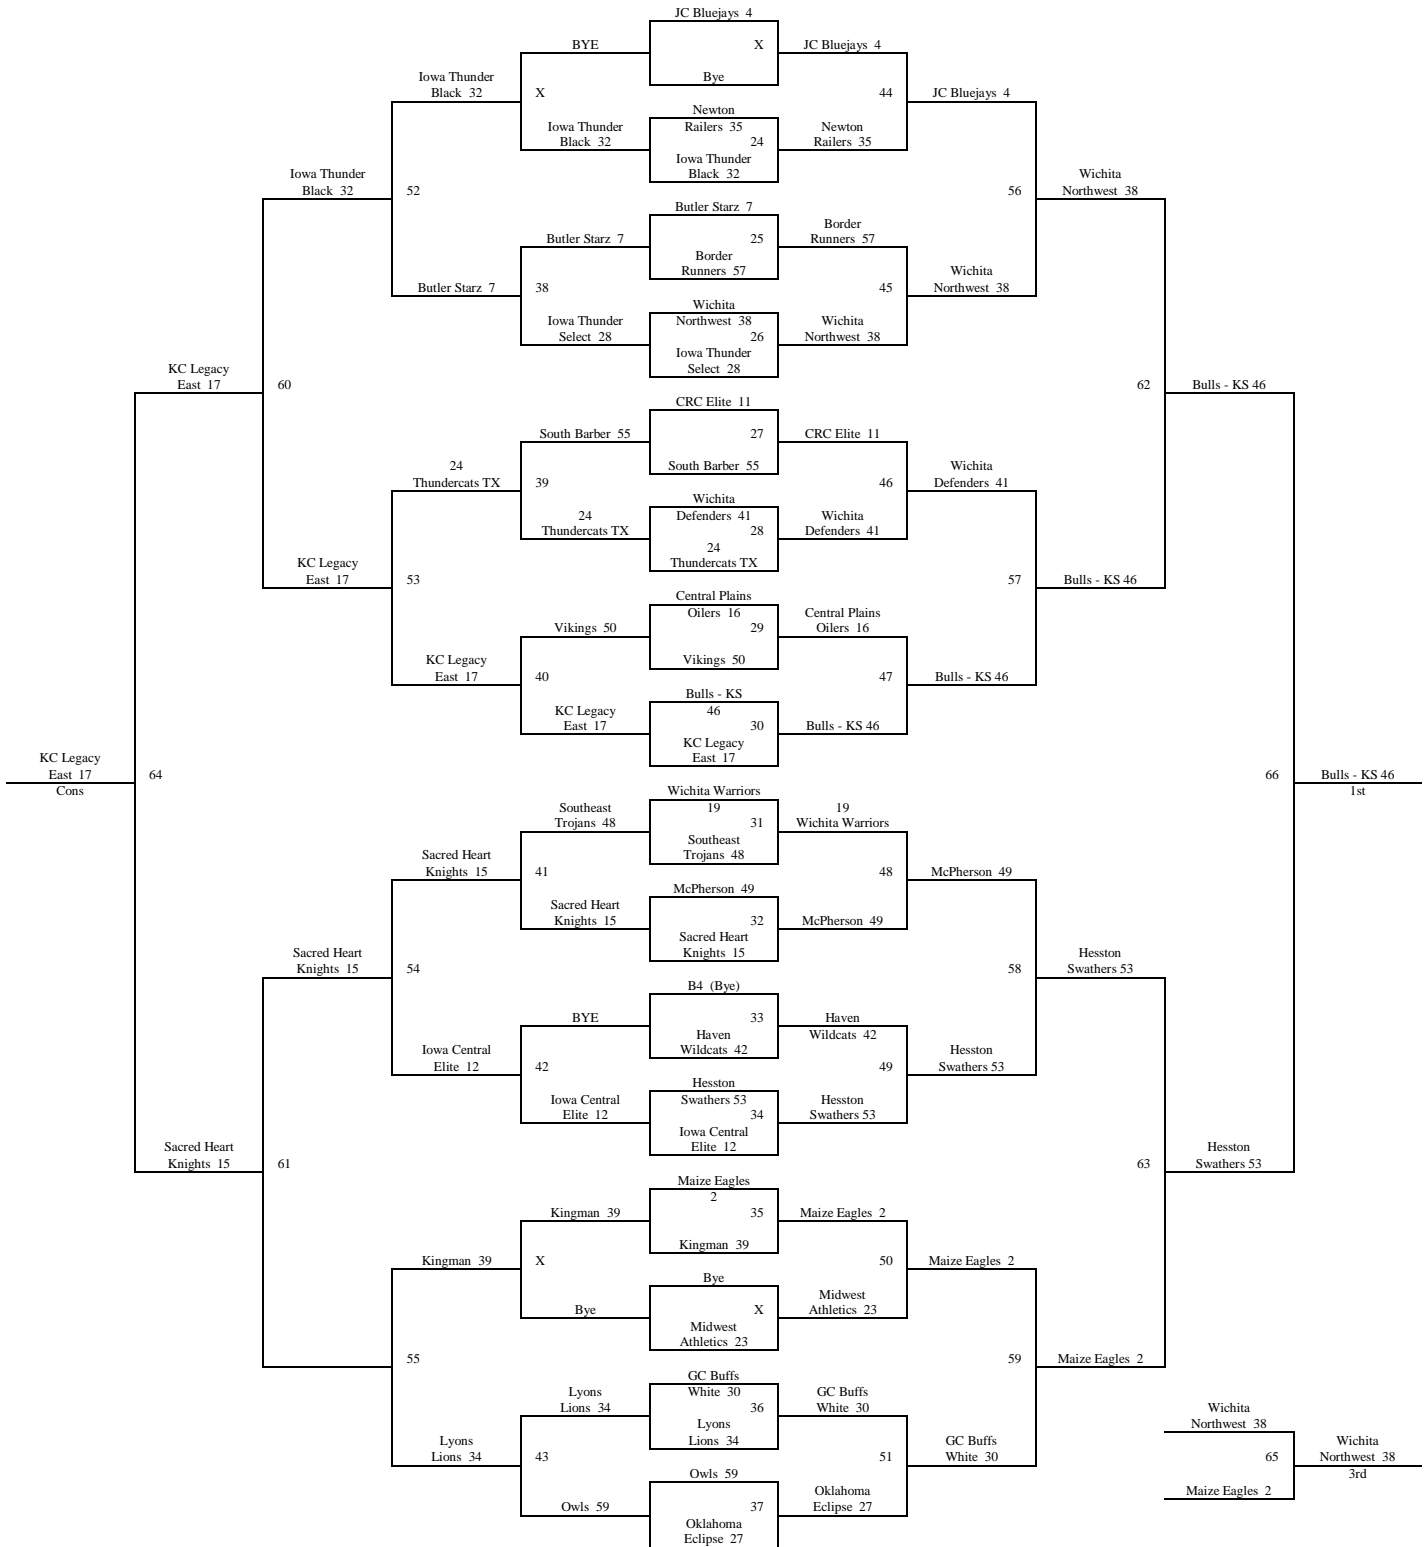 JC Bluejays 4
BYE
X
JC Bluejays 4
Iowa Thunder
Black 32
Bye
X
44
JC Bluejays 4
Newton
Iowa Thunder
Black 32
Railers 35
24
Newton
Railers 35
Iowa Thunder
Black 32
Iowa Thunder
Black 32
52
56
Wichita
Northwest 38
Butler Starz 7
Butler Starz 7
25
Border
Runners 57
Border
Runners 57
Butler Starz 7
38
45
Wichita
Northwest 38
Wichita
Iowa Thunder
Select 28
Northwest 38
26
Wichita
Northwest 38
Iowa Thunder
Select 28
KC Legacy
East 17
60
62
Bulls - KS 46
CRC Elite 11
South Barber 55
27
CRC Elite 11
South Barber 55
24
Thundercats TX
39
46
Wichita
Defenders 41
Wichita
24
Thundercats TX
Defenders 41
28
Wichita
Defenders 41
24
Thundercats TX
KC Legacy
East 17
53
57
Bulls - KS 46
Central Plains
Vikings 50
Oilers 16
29
Central Plains
Oilers 16
Vikings 50
KC Legacy
East 17
40
47
Bulls - KS 46
Bulls - KS
KC Legacy
East 17
46
30
Bulls - KS 46
KC Legacy
East 17
KC Legacy
East 17
Cons
64
66
Bulls - KS 46
1st
Wichita Warriors
Southeast
Trojans 48
19
31
19
Wichita Warriors
Southeast
Trojans 48
Sacred Heart
Knights 15
41
48
McPherson 49
McPherson 49
Sacred Heart
Knights 15
32
McPherson 49
Sacred Heart
Knights 15
Sacred Heart
Knights 15
54
58
Hesston
Swathers 53
B4 (Bye)
BYE
33
Haven
Wildcats 42
Haven
Wildcats 42
Iowa Central
Elite 12
42
49
Hesston
Swathers 53
Hesston
Iowa Central
Elite 12
Swathers 53
34
Hesston
Swathers 53
Iowa Central
Elite 12
Sacred Heart
Knights 15
61
63
Hesston
Swathers 53
Maize Eagles
Kingman 39
2
35
Maize Eagles 2
Kingman 39
Kingman 39
X
50
Maize Eagles 2
Bye
Bye
X
Midwest
Athletics 23
Midwest
Athletics 23
55
59
Maize Eagles 2
GC Buffs
Lyons
Lions 34
White 30
36
GC Buffs
White 30
Lyons
Lions 34
Lyons
Lions 34
43
51
GC Buffs
White 30
Owls 59
Owls 59
37
Oklahoma
Eclipse 27
Oklahoma
Eclipse 27
Wichita
Northwest 38
65
Wichita
Northwest 38
3rd
Maize Eagles 2